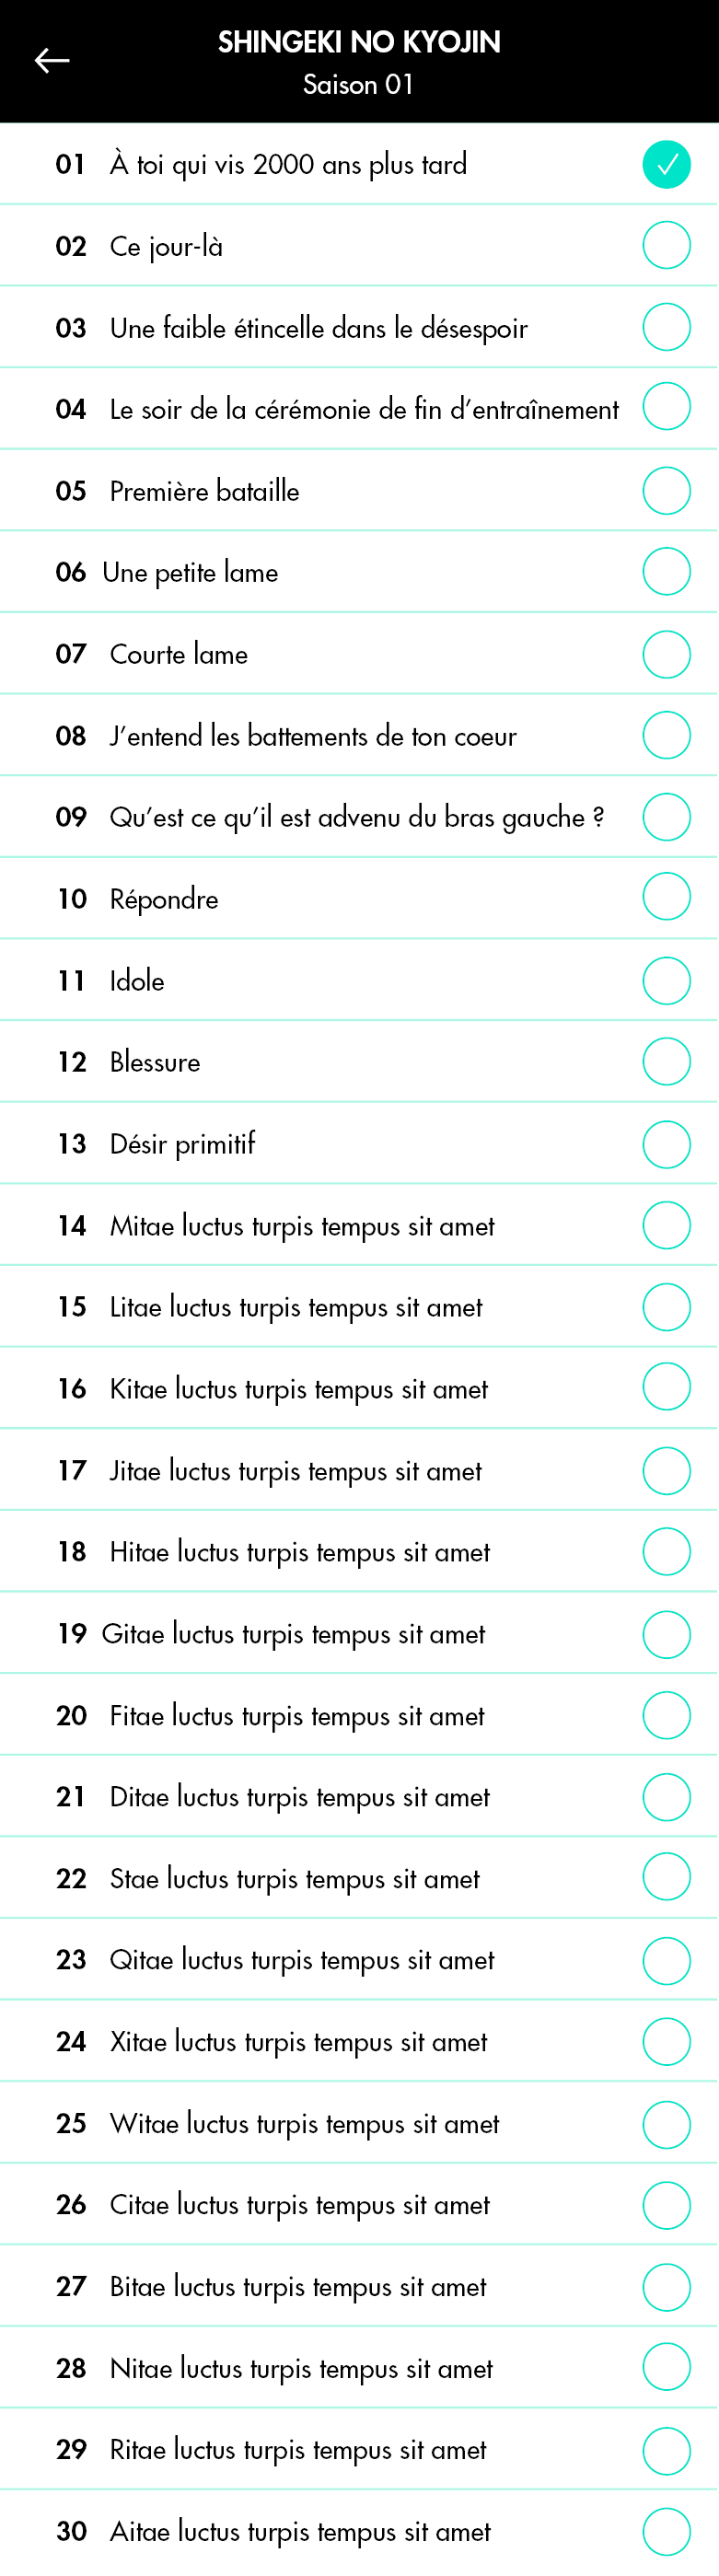 SHINGEKI NO KYOJIN
Saison 01
01 À toi qui vis 2000 ans plus tard
02 Ce jour-là
03 Une faible étincelle dans le désespoir
04 Le soir de la cérémonie de fin d’entraînement
05 Première bataille
06 Une petite lame
07 Courte lame
08 J’entend les battements de ton coeur
09 Qu’est ce qu’il est advenu du bras gauche ?
10 Répondre
11 Idole
12 Blessure
13 Désir primitif
14 Mitae luctus turpis tempus sit amet
15 Litae luctus turpis tempus sit amet
16 Kitae luctus turpis tempus sit amet
17 Jitae luctus turpis tempus sit amet
18 Hitae luctus turpis tempus sit amet
19 Gitae luctus turpis tempus sit amet
20 Fitae luctus turpis tempus sit amet
21 Ditae luctus turpis tempus sit amet
22 Stae luctus turpis tempus sit amet
23 Qitae luctus turpis tempus sit amet
24 Xitae luctus turpis tempus sit amet
25 Witae luctus turpis tempus sit amet
26 Citae luctus turpis tempus sit amet
27 Bitae luctus turpis tempus sit amet
28 Nitae luctus turpis tempus sit amet
29 Ritae luctus turpis tempus sit amet
30 Aitae luctus turpis tempus sit amet